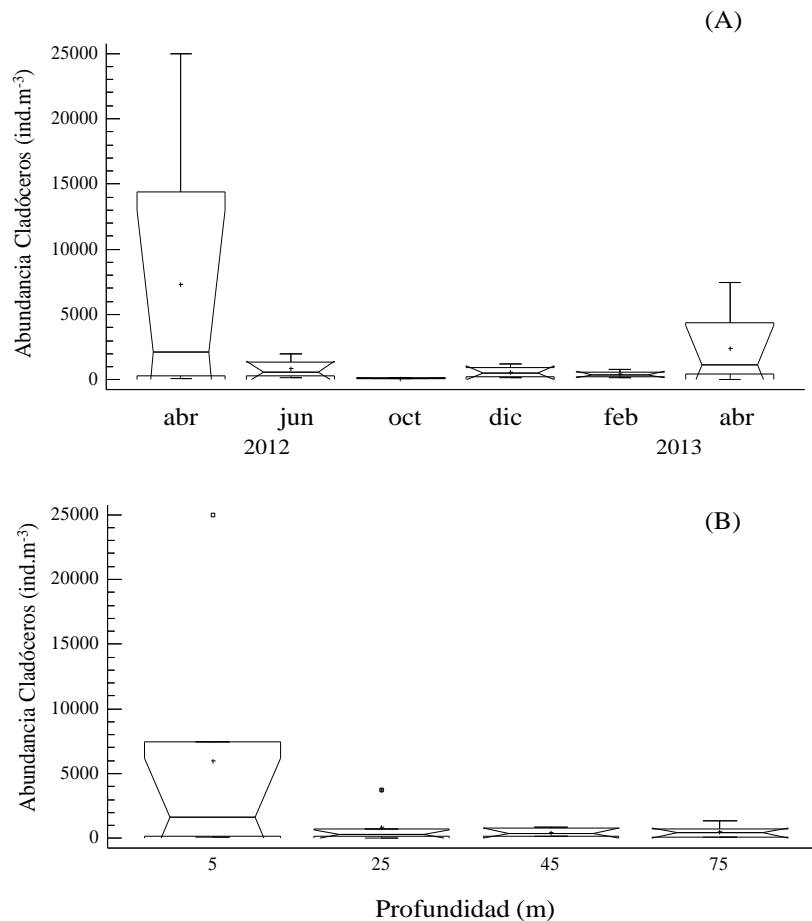 (A)
Abundancia Cladóceros (ind.m-3)
25000
20000
15000
10000
5000
0
abr jun oct dic feb abr
2012 2013
(B)
Abundancia Cladóceros (ind.m-3)
25000
20000
15000
10000
5000
0
5 25 45 75
Profundidad (m)